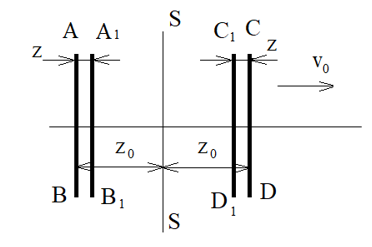 A A₁ S C₁ C
z z
v₀
z₀ z₀
B B₁ S D₁ D